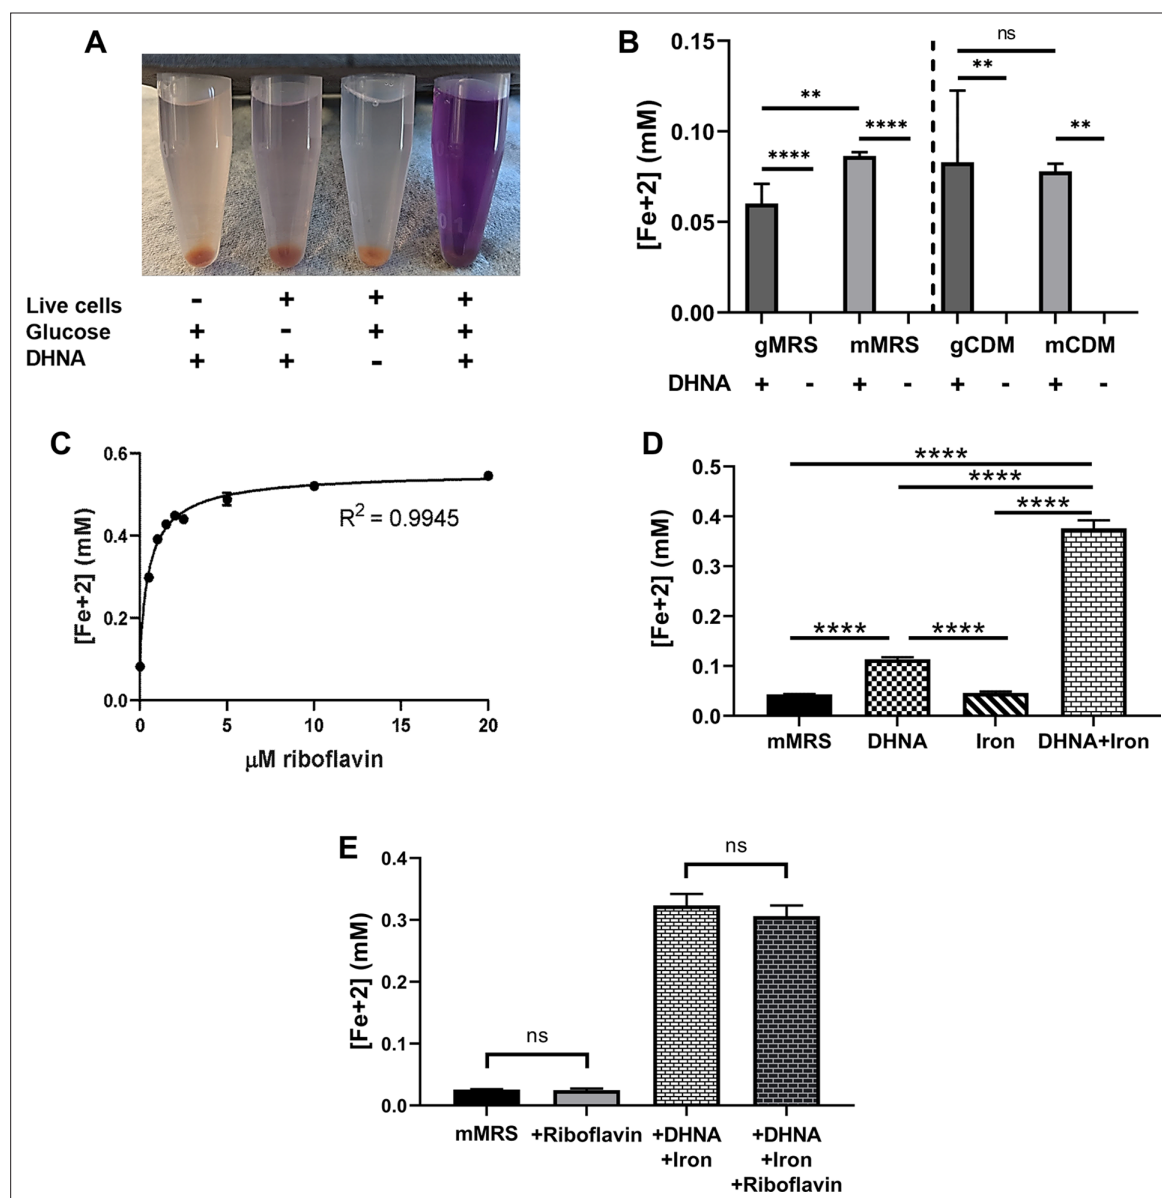 A
Live cells - + + +
Glucose + - + +
DHNA + + - +
B
[Fe+2] (mM)
0.15
0.10
0.05
0.00
** **** **** ns ** **
gMRS mMRS gCDM mCDM
DHNA + - + - + - + -
C
[Fe+2] (mM)
0.6
0.4
0.2
0.0
R² = 0.9945
0 5 10 15 20
µM riboflavin
D
[Fe+2] (mM)
0.5
0.4
0.3
0.2
0.1
0.0
****
****
****
**** ****
mMRS DHNA Iron DHNA+Iron
E
[Fe+2] (mM)
0.4
0.3
0.2
0.1
0.0
ns ns
mMRS +Riboflavin +DHNA +DHNA
+Iron +Iron
+Riboflavin